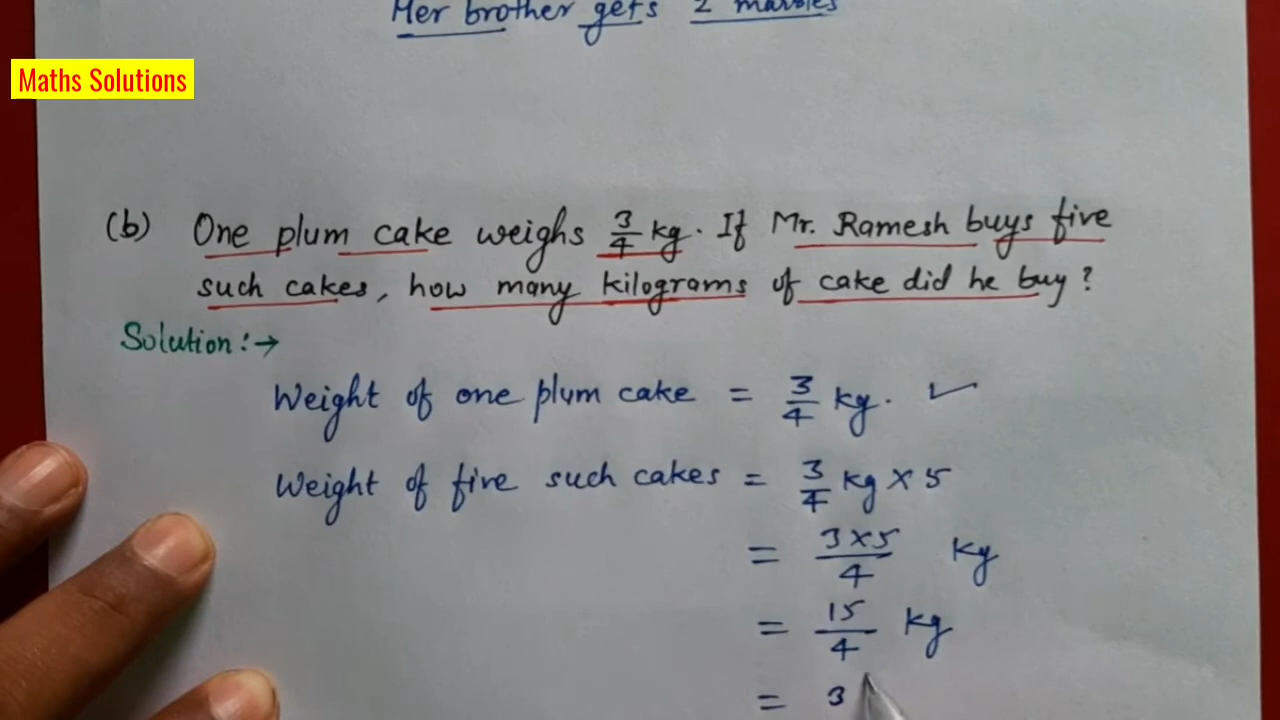 Her brother gets 2 marbles
Maths Solutions
(b) One plum cake weighs 3/4 kg. If Mr. Ramesh buys five
such cakes, how many kilograms of cake did he buy?
Solution:→
Weight of one plum cake = 3/4 kg. ✓
Weight of five such cakes = 3/4 kg × 5
= 3×5/4 kg
= 15/4 kg
= 3